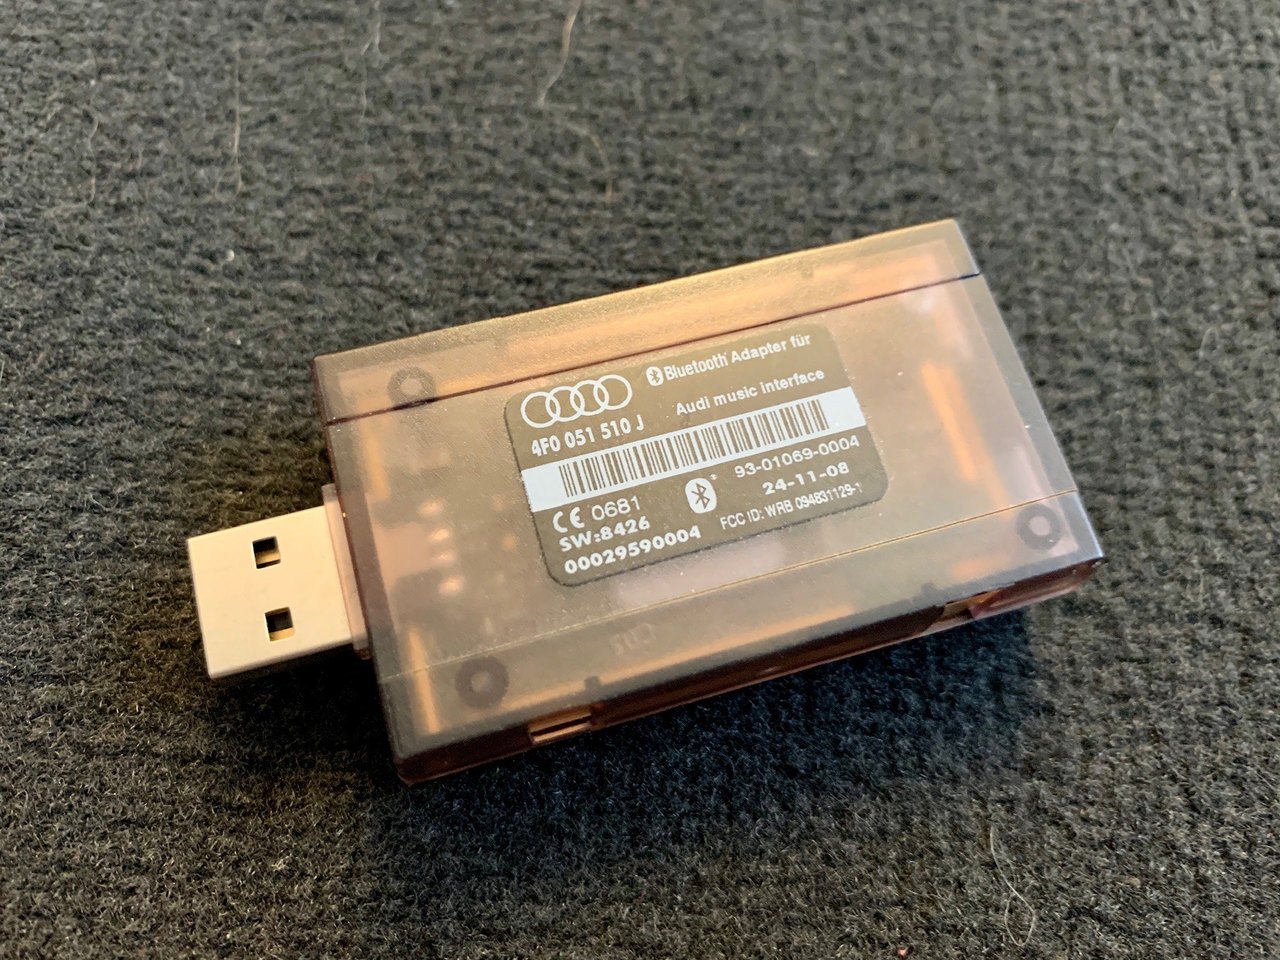 Bluetooth Adapter für
Audi music interface
4F0 051 510 J
CE 0681
93-01069-0004
SW:8426
24-11-08
00029590004
FCC ID: WRB 094831129-1